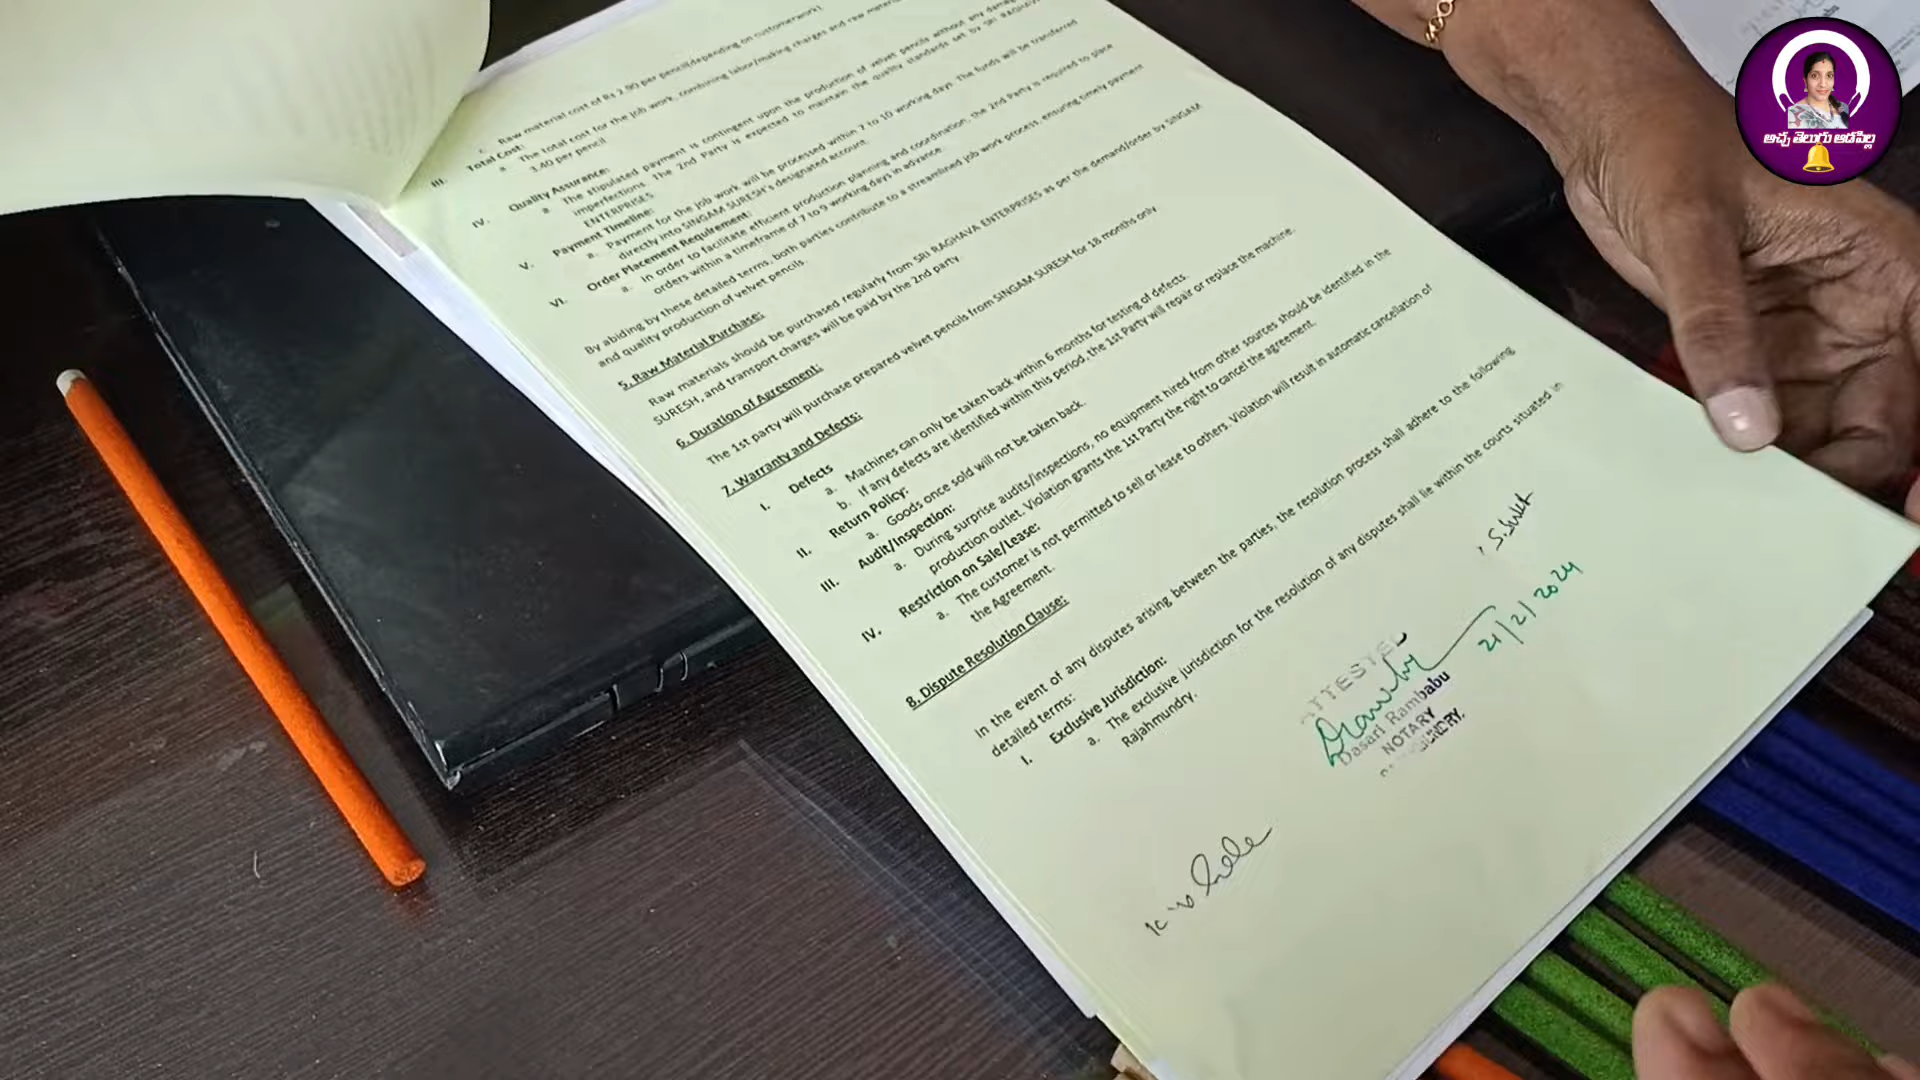 c. Raw material cost of Rs 2.00 per pencil(depending on customerwork).
III. Total Cost:
a The total cost for the job work, combining labor/making charges and raw
3.40 per pencil
IV. Quality Assurance:
a The stipulated payment is contingent upon the production of velvet pencils without any
imperfections The 2nd Party is expected to maintain the quality standards set by SRI RAGHAVA
ENTERPRISES
V. Payment Timeline:
a. Payment for the job work will be processed within 7 to 10 working days. The funds will be transferred
directly into SINGAM SURESH's designated account.
VI. Order Placement Requirement:
a. In order to facilitate efficient production planning and coordination, the 2nd Party is required to place
orders within a timeframe of 7 to 9 working days in advance.
By abiding by these detailed terms, both parties contribute to a streamlined job work process ensuring timely payment
and quality production of velvet pencils.
5. Raw Material Purchase:
Raw materials should be purchased regularly from SRI RAGHAVA ENTERPRISES as per the demand/order by SINGAM
SURESH, and transport charges will be paid by the 2nd party.
6. Duration of Agreement:
The 1st party will purchase prepared velvet pencils from SINGAM SURESH for 18 months only.
7. Warranty and Defects:
I. Defects
a. Machines can only be taken back within 6 months for testing of defects.
b. If any defects are identified within this period, the 1st Party will repair or replace the machine.
II. Return Policy:
a. Goods once sold will not be taken back.
III. Audit/Inspection:
a. During surprise audits/inspections, no equipment hired from other sources should be identified in the
production outlet. Violation grants the 1st Party the right to cancel the agreement.
IV. Restriction on Sale/Lease:
a. The customer is not permitted to sell or lease to others. Violation will result in automatic cancellation of
the Agreement.
8. Dispute Resolution Clause:
In the event of any disputes arising between the parties, the resolution process shall adhere to the following
detailed terms:
I. Exclusive Jurisdiction:
a. The exclusive jurisdiction for the resolution of any disputes shall lie within the courts situated in
Rajahmundry.
ATTESTED
21/2/2024
Dasari Rambabu
NOTARY
అచ్చ తెలుగు ఆడపిల్ల